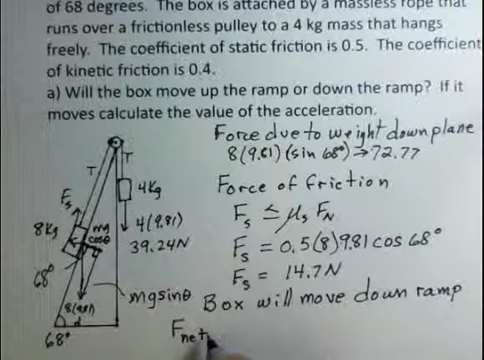 of 68 degrees. The box is attached by a massless rope that
runs over a frictionless pulley to a 4 kg mass that hangs
freely. The coefficient of static friction is 0.5. The coefficient
of kinetic friction is 0.4.
a) Will the box move up the ramp or down the ramp? If it
moves calculate the value of the acceleration.
Force due to weight down plane
8(9.81)(sin 68°) → 72.77
Force of friction
Fs ≤ μs FN
Fs = 0.5(8)9.81 cos 68°
Fs = 14.7N
Box will move down ramp
Fnet
T
T
4Kg
Fs
8Kg
mg
cosθ
4(9.81)
39.24N
68°
mg sinθ
8(9.81)
68°